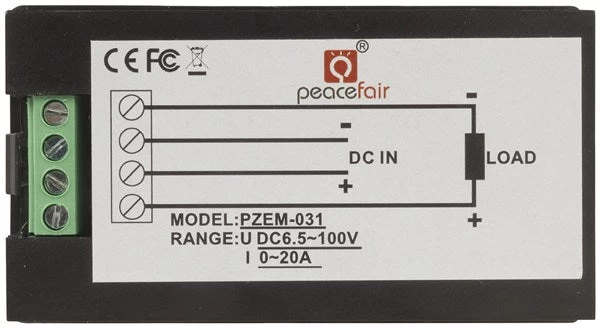 CE FC
®
peacefair
-
-
DC IN
LOAD
+
+
MODEL:PZEM-031
RANGE:U DC6.5~100V
I 0~20A